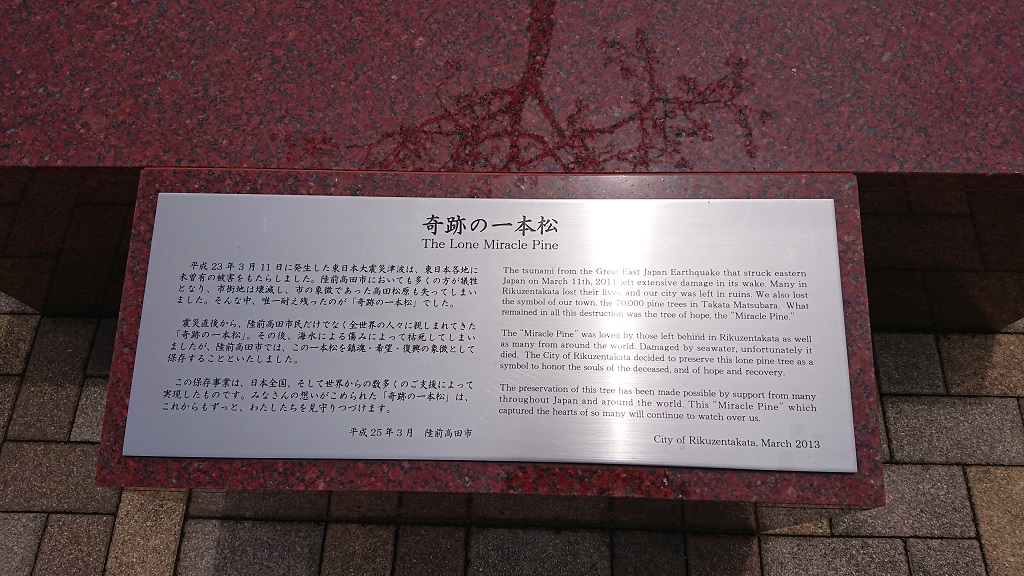 奇跡の一本松
The Lone Miracle Pine
平成23年3月11日に発生した東日本大震災津波は、東日本各地に
未曾有の被害をもたらしました。陸前高田市においても多くの方が犠牲
となり、市街地は壊滅し、市の象徴であった高田松原も失ってしまい
ました。そんな中、唯一耐え残ったのが「奇跡の一本松」でした。
震災直後から、陸前高田市民だけでなく全世界の人々に親しまれてきた
「奇跡の一本松」。その後、海水による傷みによって枯死してしまい
ましたが、陸前高田市では、この一本松を鎮魂・希望・復興の象徴として
保存することといたしました。
この保存事業は、日本全国、そして世界からの数多くのご支援によって
実現したものです。みなさんの想いがこめられた「奇跡の一本松」は、
これからもずっと、わたしたちを見守りつづけます。
平成25年3月 陸前高田市
The tsunami from the Great East Japan Earthquake that struck eastern
Japan on March 11th, 2011 left extensive damage in its wake. Many in
Rikuzentakata lost their lives, and our city was left in ruins. We also lost
the symbol of our town, the 70,000 pine trees in Takata Matsubara. What
remained in all this destruction was the tree of hope, the "Miracle Pine."
The "Miracle Pine" was loved by those left behind in Rikuzentakata as well
as many from around the world. Damaged by seawater, unfortunately it
died. The City of Rikuzentakata decided to preserve this lone pine tree as a
symbol to honor the souls of the deceased, and of hope and recovery.
The preservation of this tree has been made possible by support from many
throughout Japan and around the world. This "Miracle Pine" which
captured the hearts of so many will continue to watch over us.
City of Rikuzentakata, March 2013